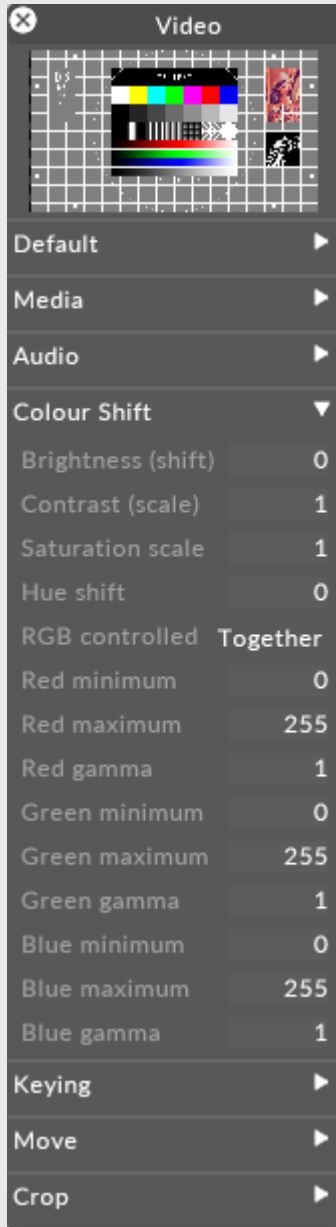 Video
Default
Media
Audio
Colour Shift
Brightness (shift) 0
Contrast (scale) 1
Saturation scale 1
Hue shift 0
RGB controlled Together
Red minimum 0
Red maximum 255
Red gamma 1
Green minimum 0
Green maximum 255
Green gamma 1
Blue minimum 0
Blue maximum 255
Blue gamma 1
Keying
Move
Crop